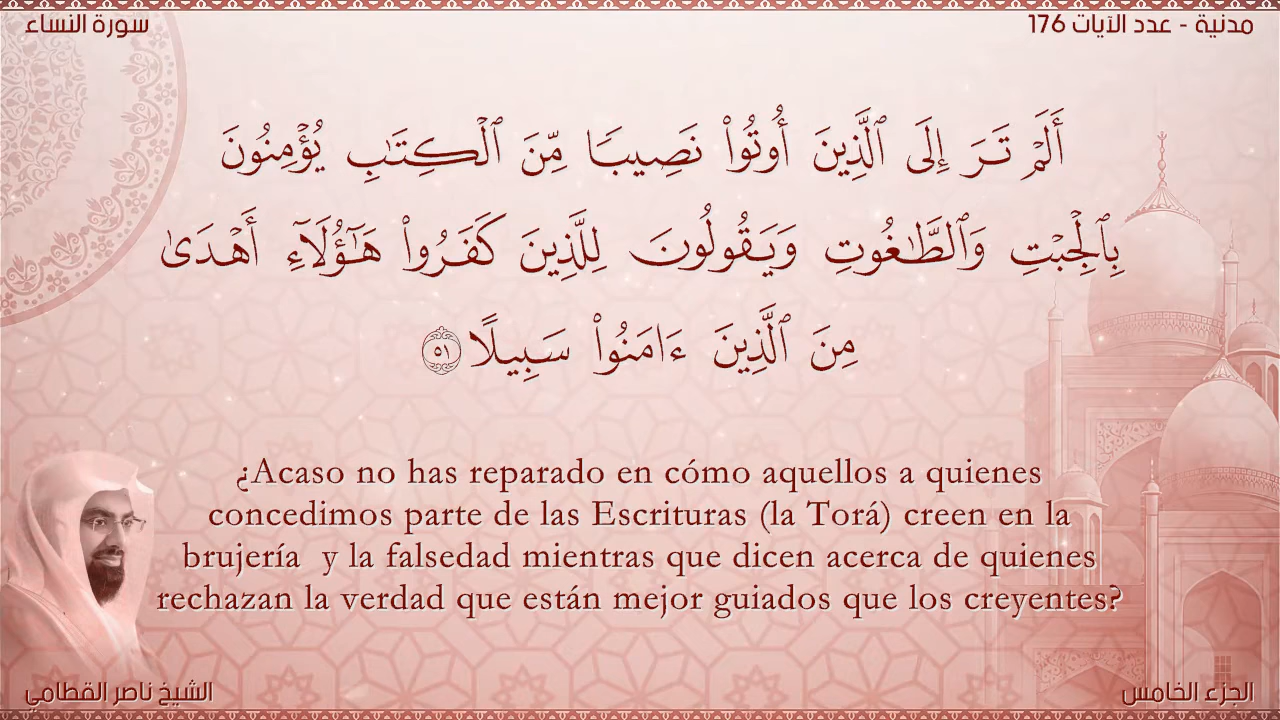 سورة النساء
مدنية - عدد الآيات 176
أَلَمْ تَرَ إِلَى ٱلَّذِينَ أُوتُوا۟ نَصِيبًا مِّنَ ٱلْكِتَٰبِ يُؤْمِنُونَ
بِٱلْجِبْتِ وَٱلطَّٰغُوتِ وَيَقُولُونَ لِلَّذِينَ كَفَرُوا۟ هَٰٓؤُلَآءِ أَهْدَىٰ
مِنَ ٱلَّذِينَ ءَامَنُوا۟ سَبِيلًا ٥١
¿Acaso no has reparado en cómo aquellos a quienes
concedimos parte de las Escrituras (la Torá) creen en la
brujería y la falsedad mientras que dicen acerca de quienes
rechazan la verdad que están mejor guiados que los creyentes?
الشيخ ناصر القطامي
الجزء الخامس